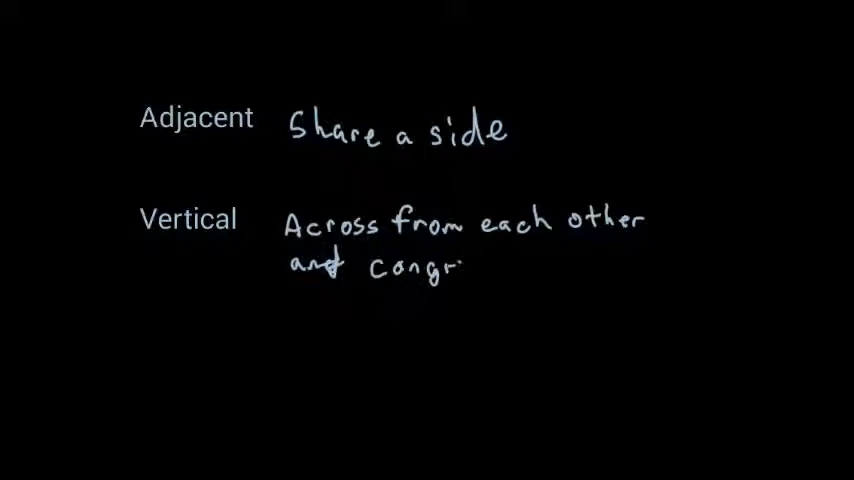 Adjacent Share a side
Vertical Across from each other
and congr